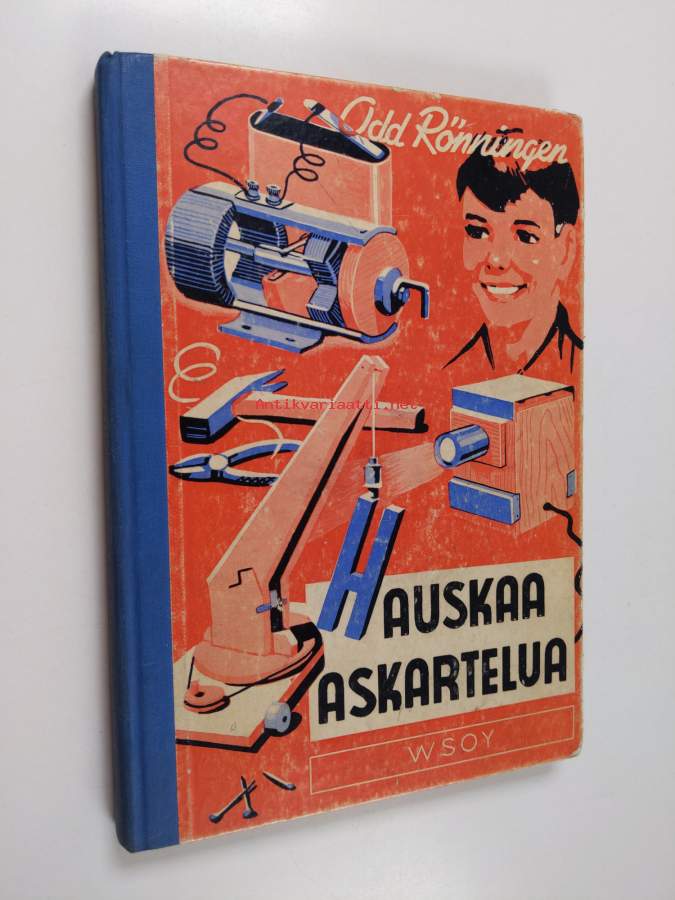 Odd Rönningen
Antikvariaatti.net
HAUSKAA
ASKARTELUA
WSOY